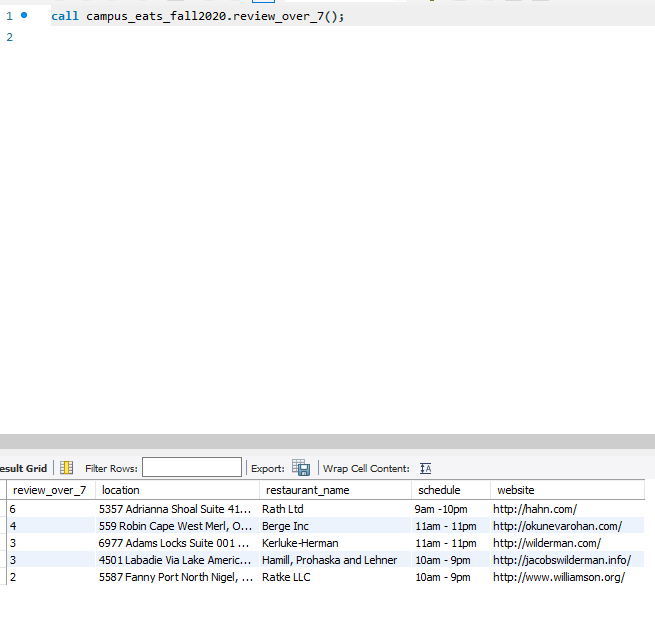 1 call campus_eats_fall2020.review_over_7();
2
esult Grid Filter Rows: Export: Wrap Cell Content:
review_over_7 location restaurant_name schedule website
6 5357 Adrianna Shoal Suite 41... Rath Ltd 9am -10pm http://hahn.com/
4 559 Robin Cape West Merl, O... Berge Inc 11am - 11pm http://okunevarohan.com/
3 6977 Adams Locks Suite 001 ... Kerluke-Herman 11am - 11pm http://wilderman.com/
3 4501 Labadie Via Lake Americ... Hamill, Prohaska and Lehner 10am - 9pm http://jacobswilderman.info/
2 5587 Fanny Port North Nigel, ... Ratke LLC 10am - 9pm http://www.williamson.org/